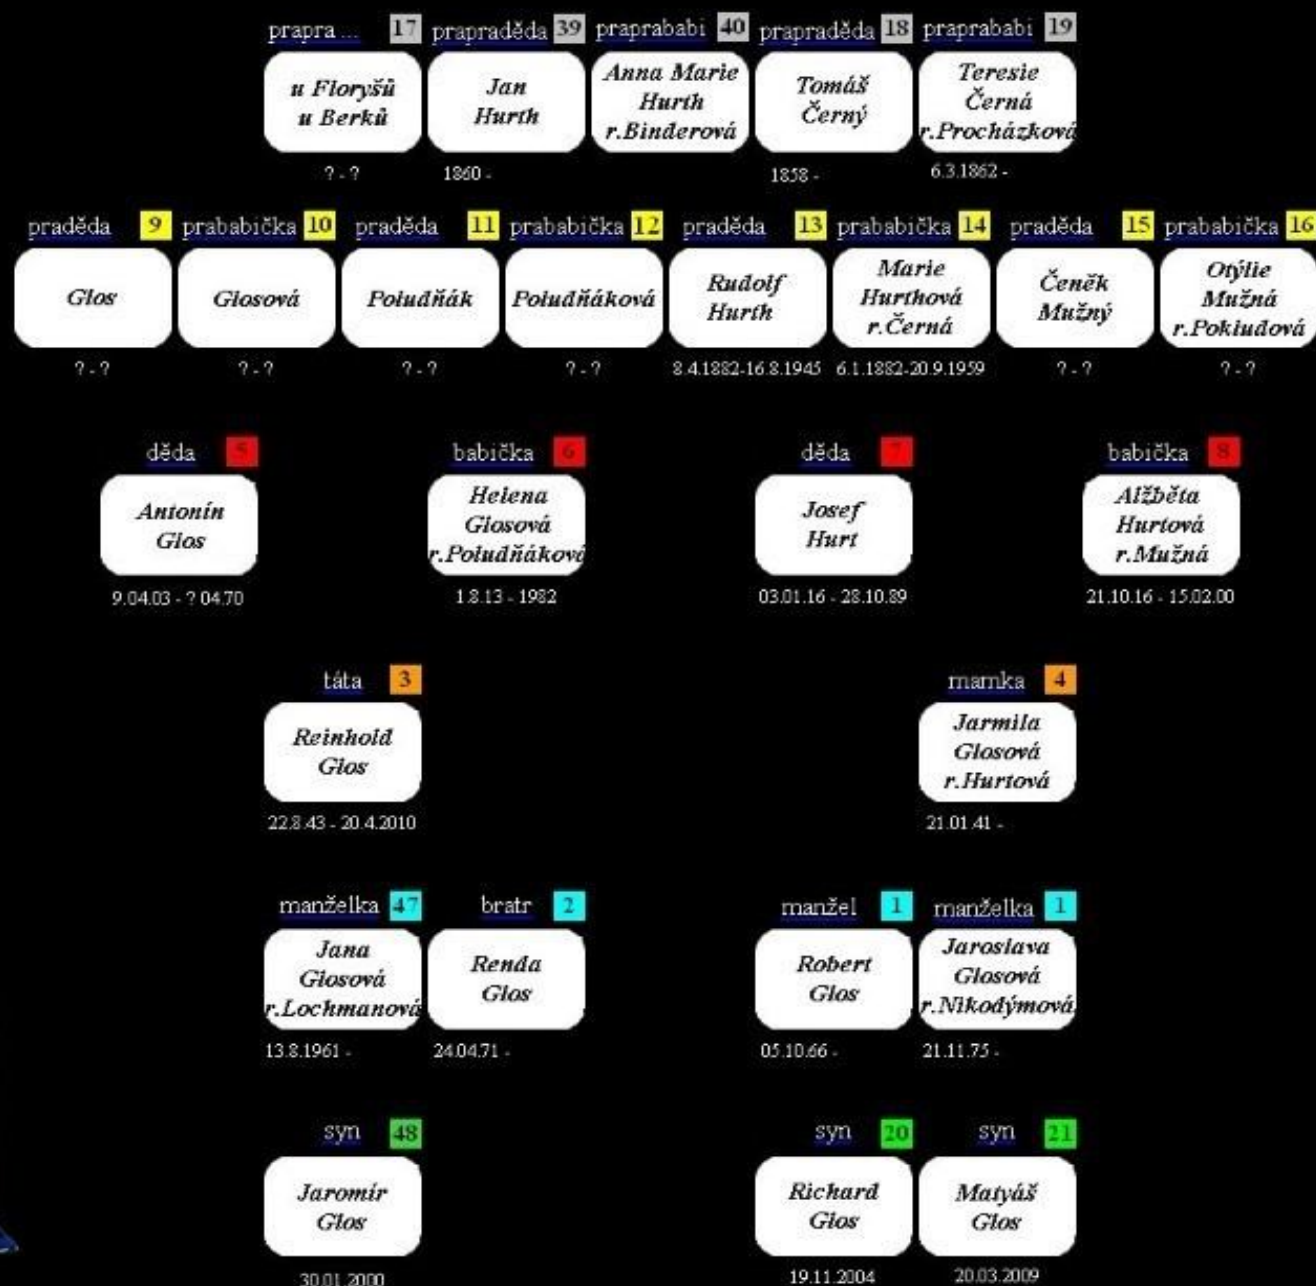 prapra ... 17 prapraděda 39 praprababi 40 prapraděda 18 praprababi 19
u Floryšů
u Berků
Jan
Hurth
Anna Marie
Hurth
r.Binderová
Tomáš
Černý
Teresie
Černá
r.Procházková
? - ? 1860 - 1858 - 6.3.1862 -
praděda 9 prababička 10 praděda 11 prababička 12 praděda 13 prababička 14 praděda 15 prababička 16
Glos
Glosová
Poludňák
Poludňáková
Rudolf
Hurth
Marie
Hurthová
r.Černá
Čeněk
Mužný
Otýlie
Mužná
r.Pokludová
? - ? ? - ? ? - ? ? - ? 8.4.1882-16.8.1945 6.1.1882-20.9.1959 ? - ? ? - ?
děda 5 babička 6 děda 7 babička 8
Antonín
Glos
Helena
Glosová
r.Poludňáková
Josef
Hurt
Alžběta
Hurtová
r.Mužná
9.04.03 - ? 04.70 1.8.13 - 1982 03.01.16 - 28.10.89 21.10.16 - 15.02.00
táta 3 mamka 4
Reinhold
Glos
Jarmila
Glosová
r.Hurtová
22.8.43 - 20.4.2010 21.01.41 -
manželka 47 bratr 2 manžel 1 manželka 1
Jana
Glosová
r.Lochmanová
Renda
Glos
Robert
Glos
Jaroslava
Glosová
r.Nikodýmová
13.8.1961 - 24.04.71 - 05.10.66 - 21.11.75 -
syn 48 syn 20 syn 21
Jaromír
Glos
Richard
Glos
Matyáš
Glos
30.01.2000 19.11.2004 20.03.2009